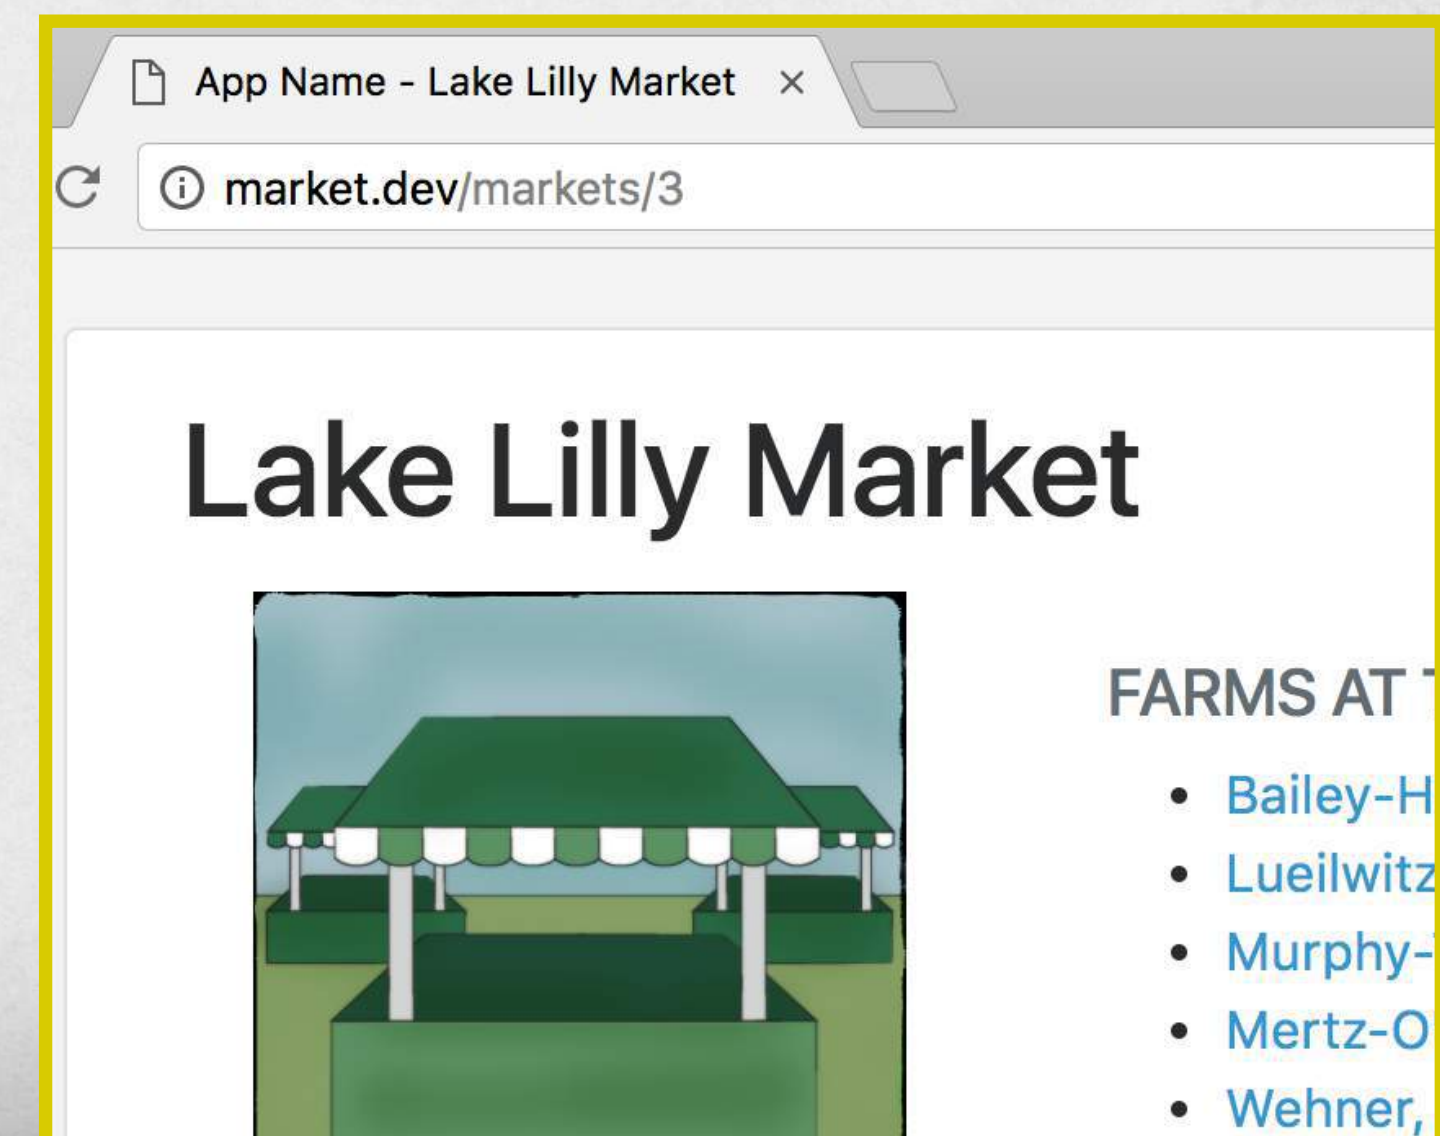 App Name - Lake Lilly Market
market.dev/markets/3
Lake Lilly Market
FARMS AT
Bailey-H
Lueilwitz
Murphy-
Mertz-O
Wehner,